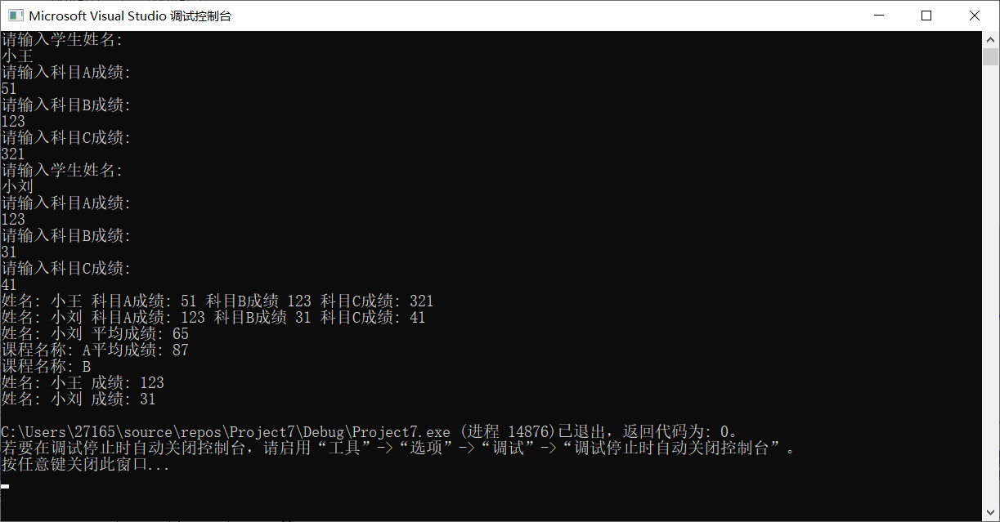 Microsoft Visual Studio 调试控制台
请输入学生姓名:
小王
请输入科目A成绩:
51
请输入科目B成绩:
123
请输入科目C成绩:
321
请输入学生姓名:
小刘
请输入科目A成绩:
123
请输入科目B成绩:
31
请输入科目C成绩:
41
姓名: 小王 科目A成绩: 51 科目B成绩 123 科目C成绩: 321
姓名: 小刘 科目A成绩: 123 科目B成绩 31 科目C成绩: 41
姓名: 小刘 平均成绩: 65
课程名称: A平均成绩: 87
课程名称: B
姓名: 小王 成绩: 123
姓名: 小刘 成绩: 31
C:\Users\27165\source\repos\Project7\Debug\Project7.exe (进程 14876)已退出，返回代码为: 0。
若要在调试停止时自动关闭控制台，请启用“工具”->“选项”->“调试”->“调试停止时自动关闭控制台”。
按任意键关闭此窗口...